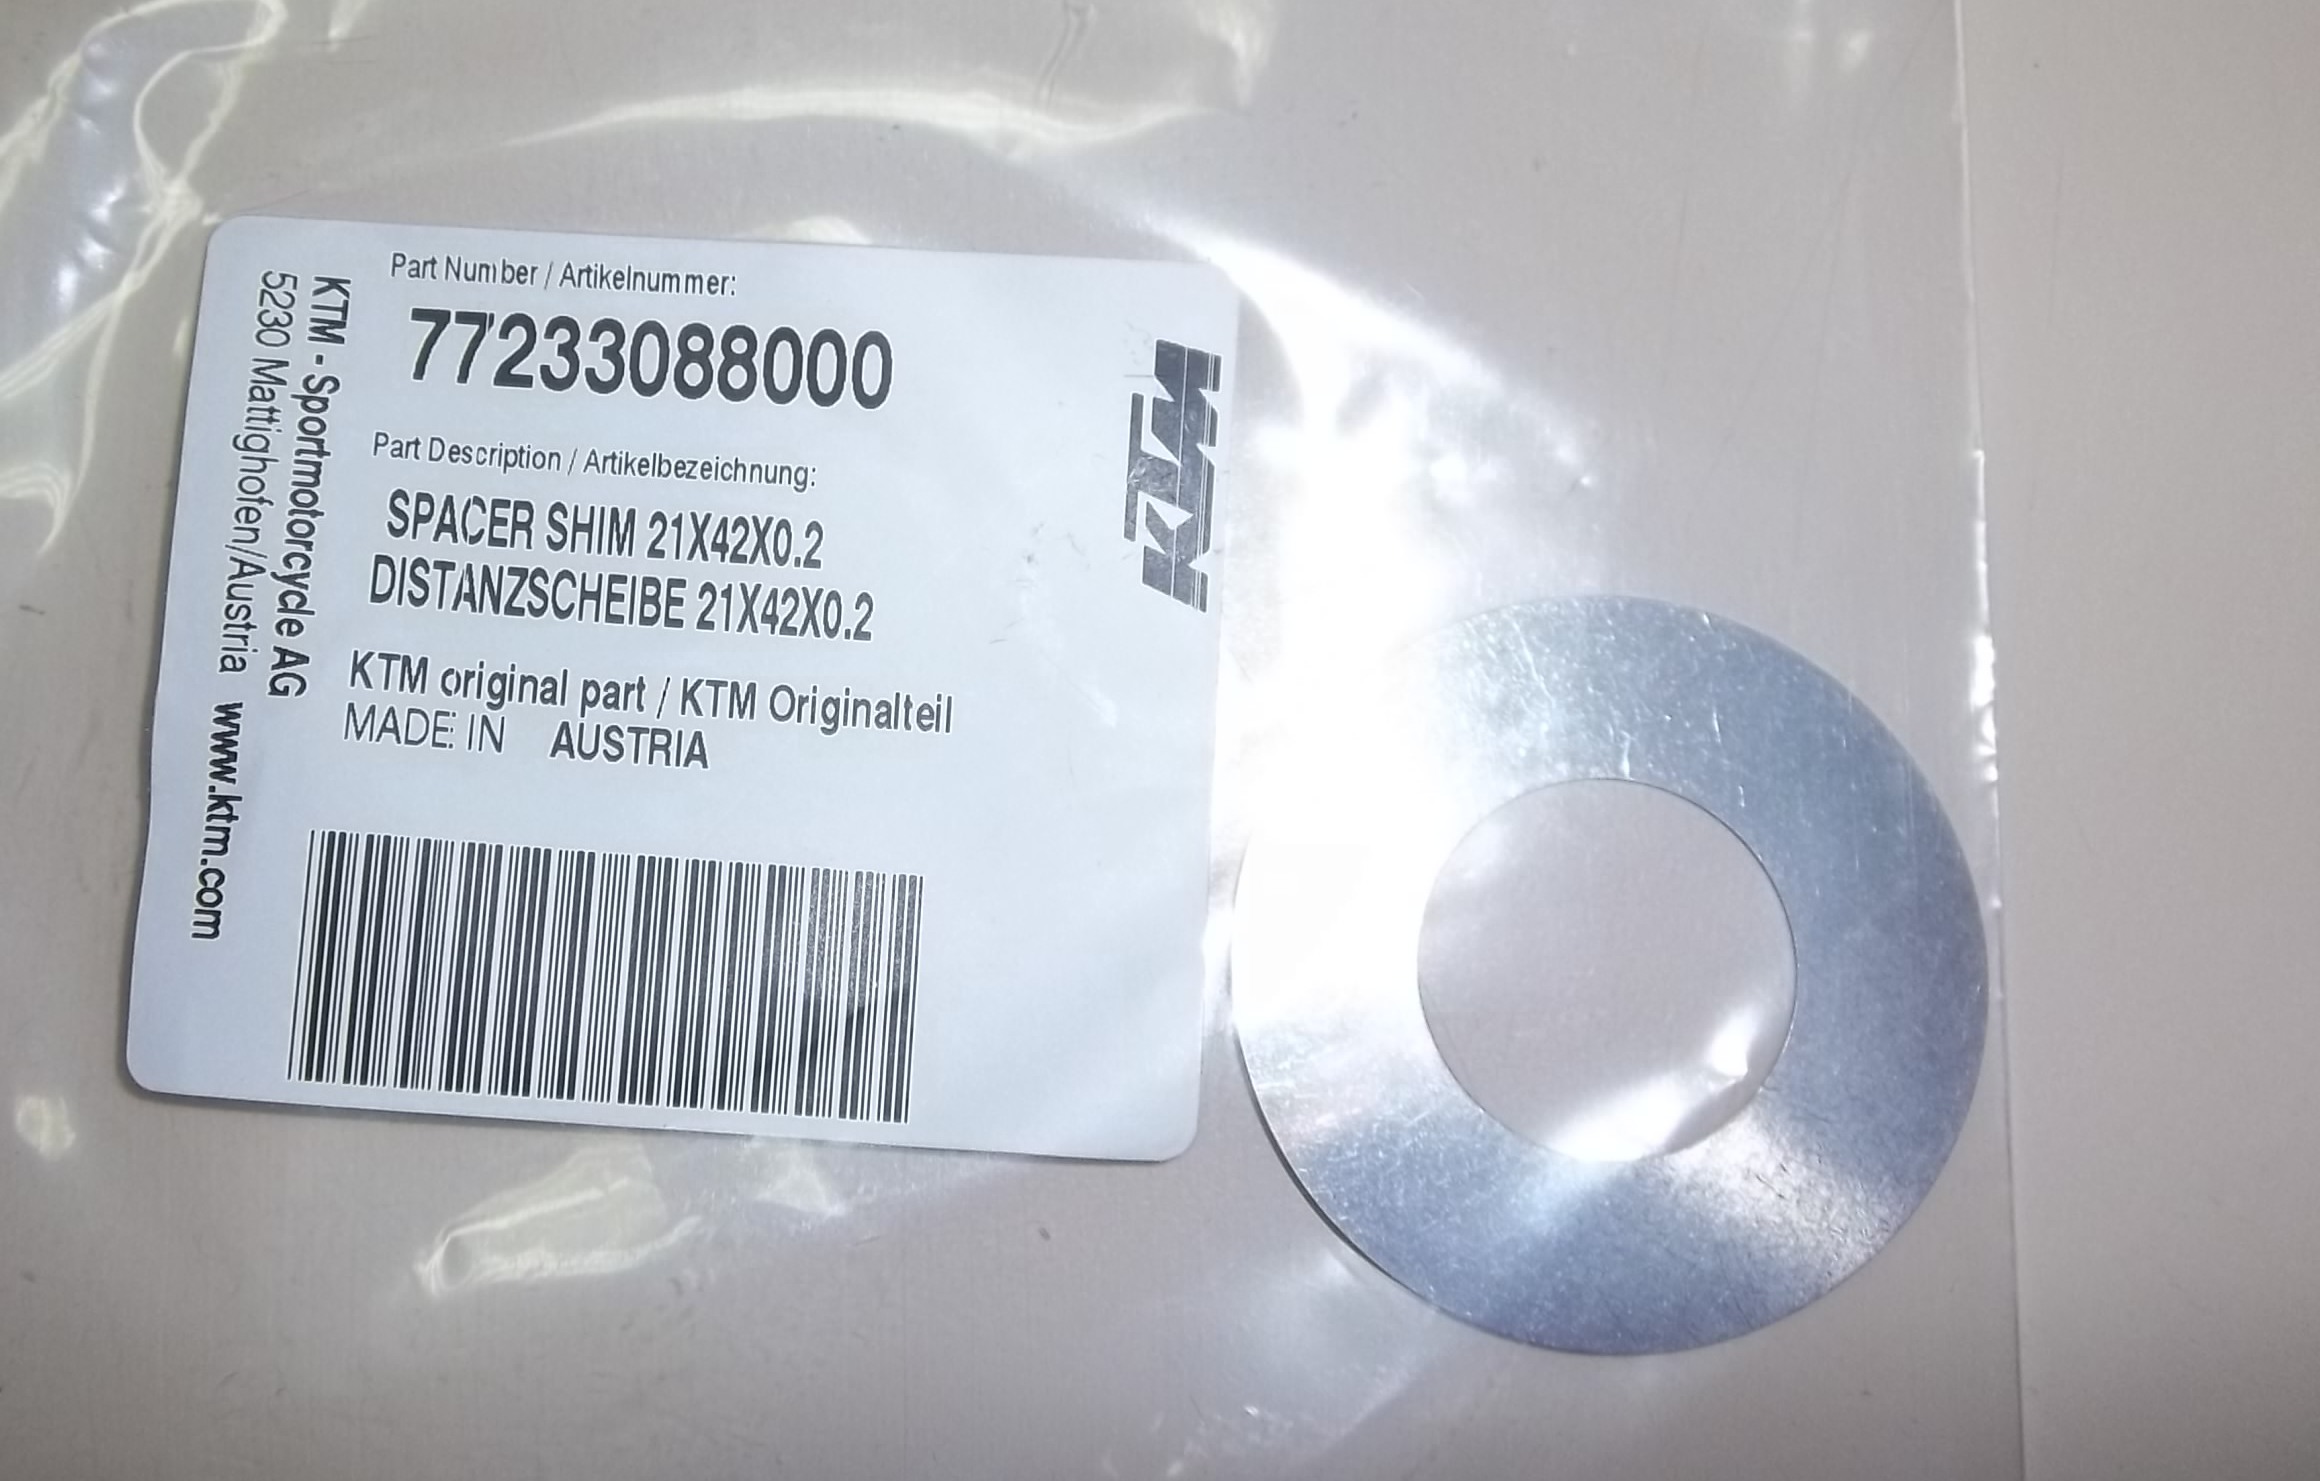 Part Number / Artikelnummer:
77233088000
Part Description / Artikelbezeichnung:
SPACER SHIM 21X42X0.2
DISTANZSCHEIBE 21X42X0.2
KTM original part / KTM Originalteil
MADE IN AUSTRIA
KTM - Sportmotorcycle AG
5230 Mattighofen/Austria www.ktm.com
KTM